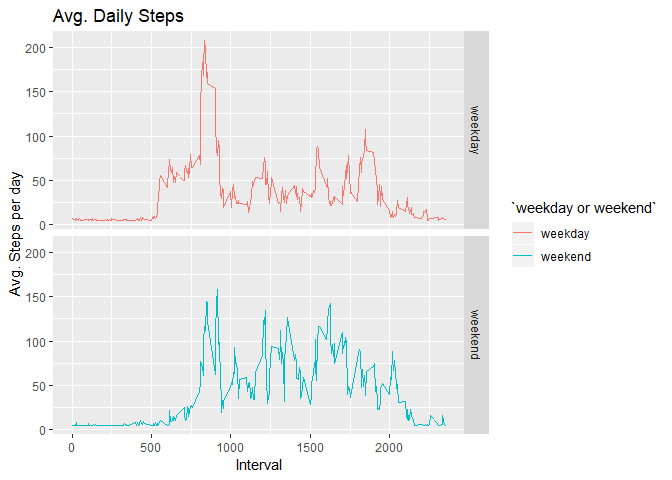 Avg. Daily Steps
Avg. Steps per day
200
150
100
50
0
weekday
200
150
100
50
0
weekend
0
500
1000
1500
2000
Interval
`weekday or weekend`
weekday
weekend